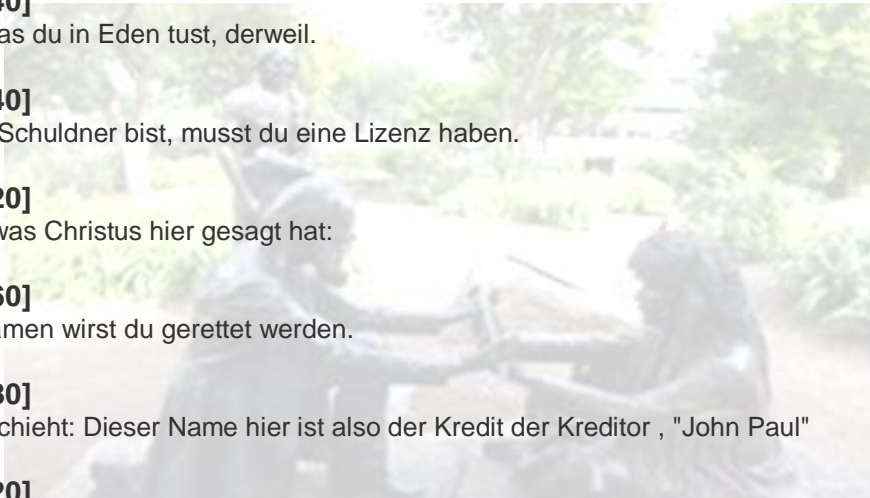 40]
as du in Eden tust, derweil.
40]
Schuldner bist, musst du eine Lizenz haben.
20]
was Christus hier gesagt hat:
60]
amen wirst du gerettet werden.
80]
chieht: Dieser Name hier ist also der Kredit der Kreditor , "John Paul"
20]